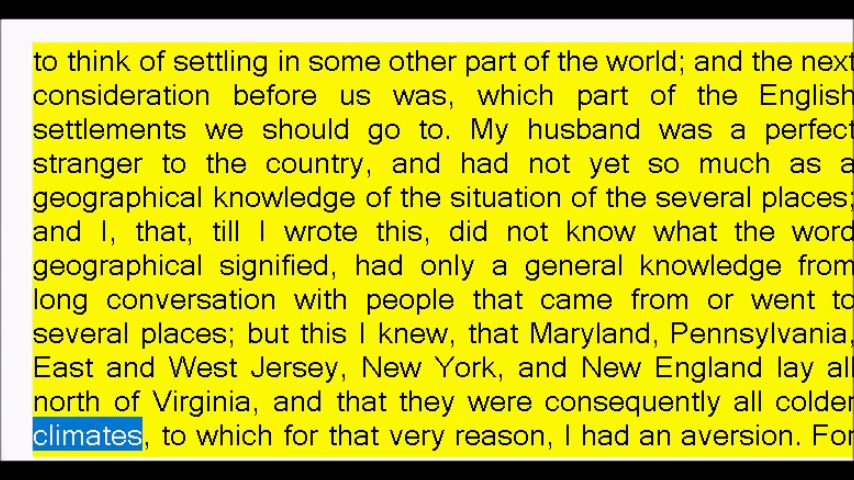 to think of settling in some other part of the world; and the next
consideration before us was, which part of the English
settlements we should go to. My husband was a perfect
stranger to the country, and had not yet so much as a
geographical knowledge of the situation of the several places;
and I, that, till I wrote this, did not know what the word
geographical signified, had only a general knowledge from
long conversation with people that came from or went to
several places; but this I knew, that Maryland, Pennsylvania,
East and West Jersey, New York, and New England lay all
north of Virginia, and that they were consequently all colder
climates, to which for that very reason, I had an aversion. For